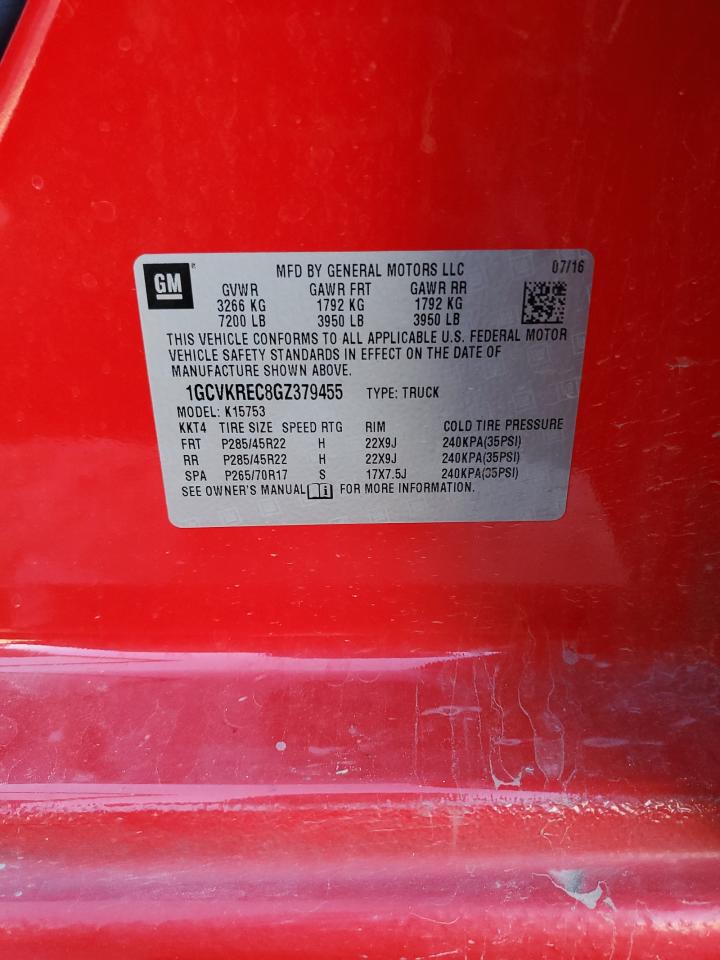 GM
MFD BY GENERAL MOTORS LLC 07/16
GVWR GAWR FRT GAWR RR
3266 KG 1792 KG 1792 KG
7200 LB 3950 LB 3950 LB
THIS VEHICLE CONFORMS TO ALL APPLICABLE U.S. FEDERAL MOTOR
VEHICLE SAFETY STANDARDS IN EFFECT ON THE DATE OF
MANUFACTURE SHOWN ABOVE.
1GCVKREC8GZ379455 TYPE: TRUCK
MODEL: K15753
KKT4 TIRE SIZE SPEED RTG RIM COLD TIRE PRESSURE
FRT P285/45R22 H 22X9J 240KPA(35PSI)
RR P285/45R22 H 22X9J 240KPA(35PSI)
SPA P265/70R17 S 17X7.5J 240KPA(35PSI)
SEE OWNER'S MANUAL FOR MORE INFORMATION.